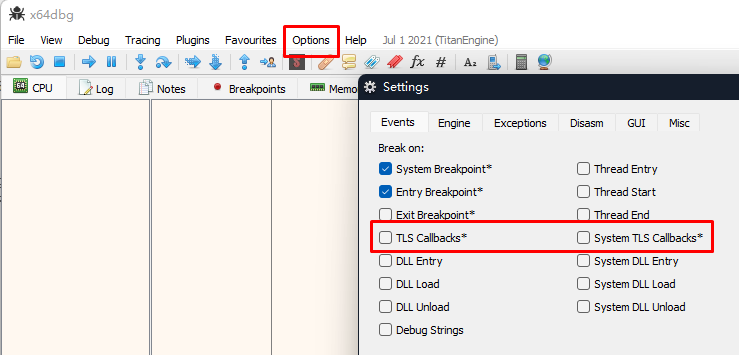 x64dbg
File View Debug Tracing Plugins Favourites Options Help Jul 1 2021 (TitanEngine)
CPU Log Notes Breakpoints Memo
Settings
Events Engine Exceptions Disasm GUI Misc
Break on:
System Breakpoint* Thread Entry
Entry Breakpoint* Thread Start
Exit Breakpoint* Thread End
TLS Callbacks* System TLS Callbacks*
DLL Entry System DLL Entry
DLL Load System DLL Load
DLL Unload System DLL Unload
Debug Strings